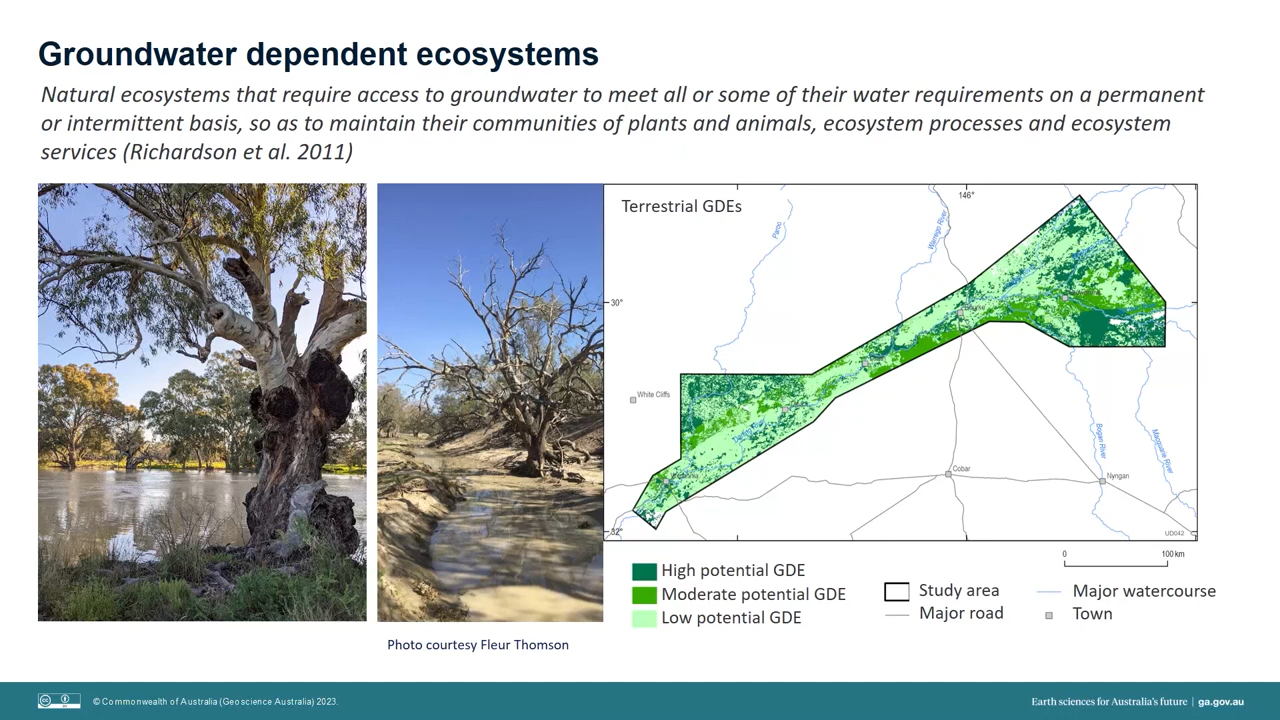 Groundwater dependent ecosystems
Natural ecosystems that require access to groundwater to meet all or some of their water requirements on a permanent
or intermittent basis, so as to maintain their communities of plants and animals, ecosystem processes and ecosystem
services (Richardson et al. 2011)
Terrestrial GDEs
146°
Paroo
Warrego River
30°
White Cliffs
Bogan River
Macquarie River
Cobar
Nyngan
32°
UD042
0 100 km
High potential GDE
Moderate potential GDE
Low potential GDE
Study area
Major road
Major watercourse
Town
Photo courtesy Fleur Thomson
© Commonwealth of Australia (Geoscience Australia) 2023.
Earth sciences for Australia's future | ga.gov.au